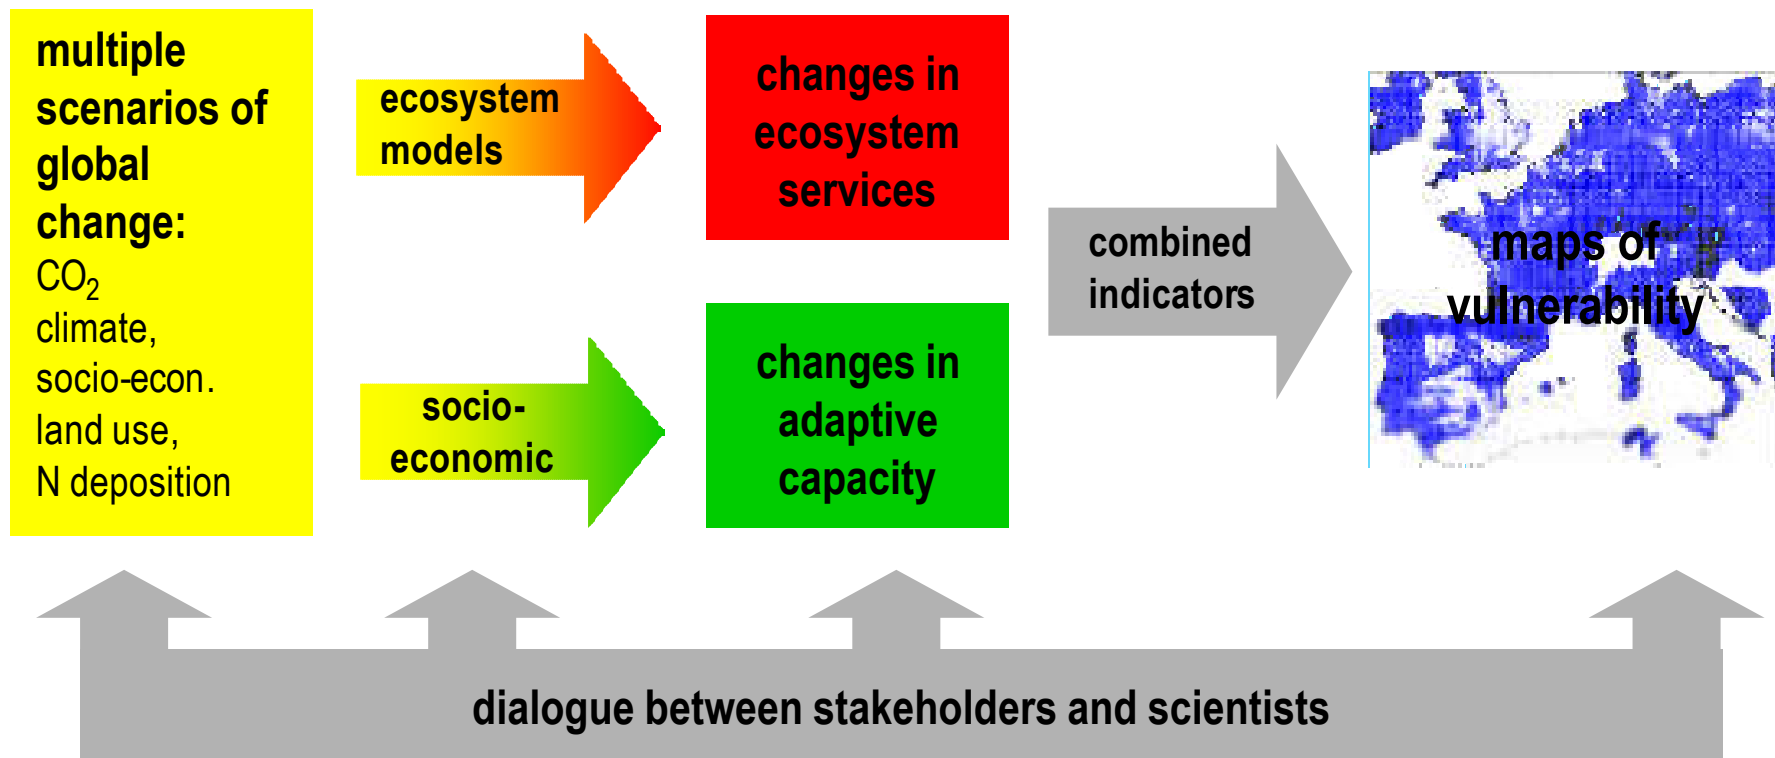 multiple
scenarios of
global
change:
CO₂
climate,
socio-econ.
land use,
N deposition
ecosystem
models
socio-
economic
changes in
ecosystem
services
changes in
adaptive
capacity
combined
indicators
maps of
vulnerability
dialogue between stakeholders and scientists